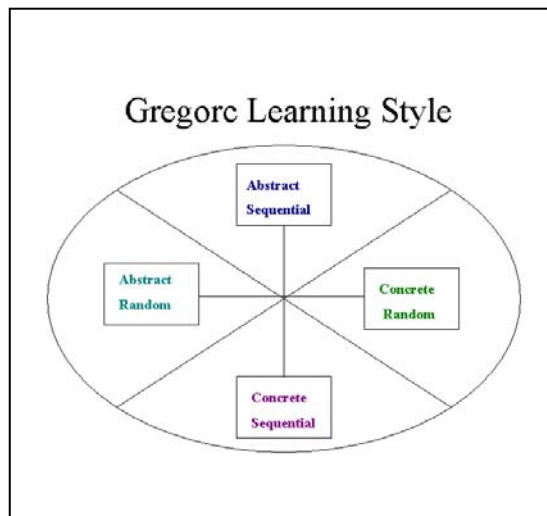 Gregorc Learning Style
Abstract
Sequential
Abstract
Random
Concrete
Random
Concrete
Sequential